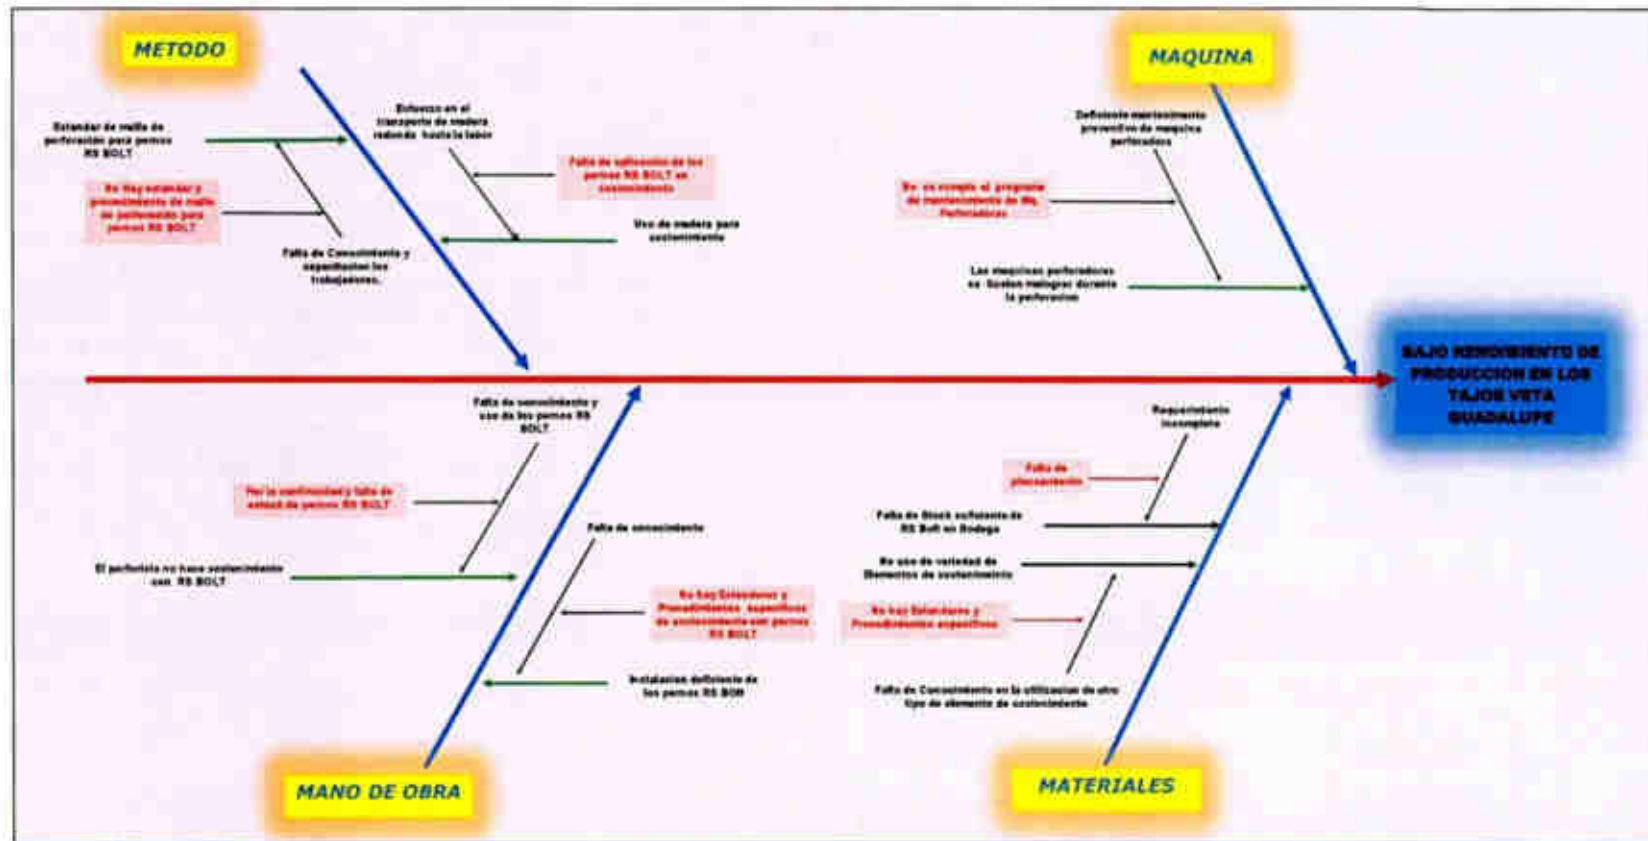 METODO
Estandar de malla de
perforación para pernos
RS BOLT
No Hay estándar y
procedimiento de malla
de perforación para
pernos RS BOLT
Falta de Conocimiento y
capacitacion los
trabajadores.
Esfuerzo en el
transporte de madera
redonda hasta la labor
Falta de aplicación de los
pernos RS BOLT en
sostenimiento
Uso de madera para
sostenimiento
MAQUINA
Deficiente mantenimiento
preventivo de maquina
perforadora
No se cumple el programa
de mantenimiento de Mq.
Perforadoras
Las maquinas perforadoras
se Suelen malograr durante
la perforacion
BAJO RENDIMIENTO DE
PRODUCCION EN LOS
TAJOS VETA
GUADALUPE
Falta de conocimiento y
uso de los pernos RS
BOLT
Por la continuidad y falta de
de pernos RS BOLT
El perforista no hace sostenimiento
con RS BOLT
Falta de conocimiento
No hay Estandares y
Procedimientos específicos
de sostenimiento con pernos
RS BOLT
Instalacion deficiente de
los pernos RS
MANO DE OBRA
Requerimiento
incompleto
Falta de
Falta de Stock suficiente de
RS Bolt en Bodega
No uso de variedad de
Elementos de sostenimiento
No hay Estandares y
Procedimientos específicos
Falta de Conocimiento en la utilizacion de otro
tipo de elemento de sostenimiento
MATERIALES